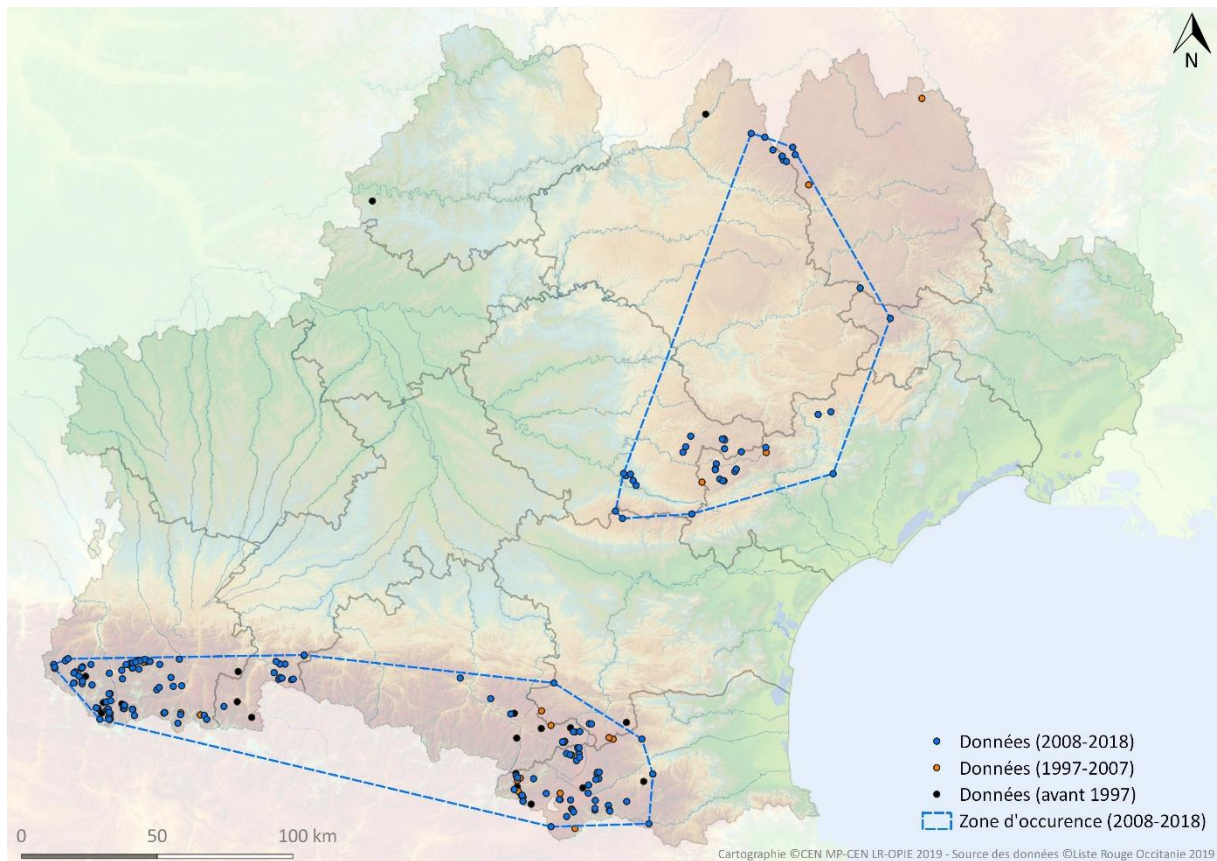 N
Données (2008-2018)
Données (1997-2007)
Données (avant 1997)
Zone d'occurence (2008-2018)
0 50 100 km
Cartographie ©CEN MP-CEN LR-OPIE 2019 - Source des données ©Liste Rouge Occitanie 2019